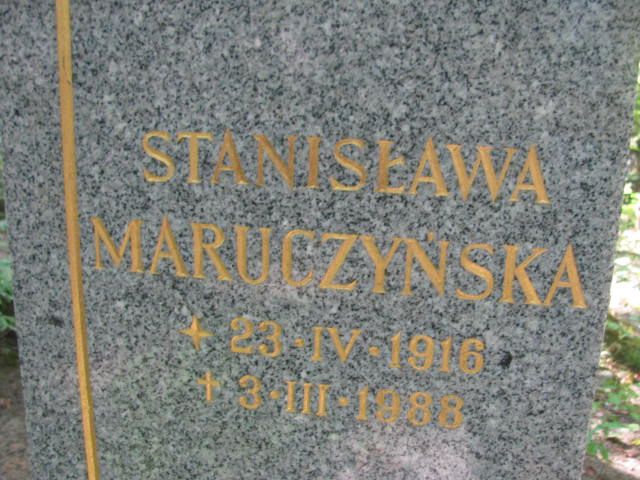 STANISŁAWA
MARUCZYŃSKA
✦ 23·IV·1916
✝ 3·III·1988